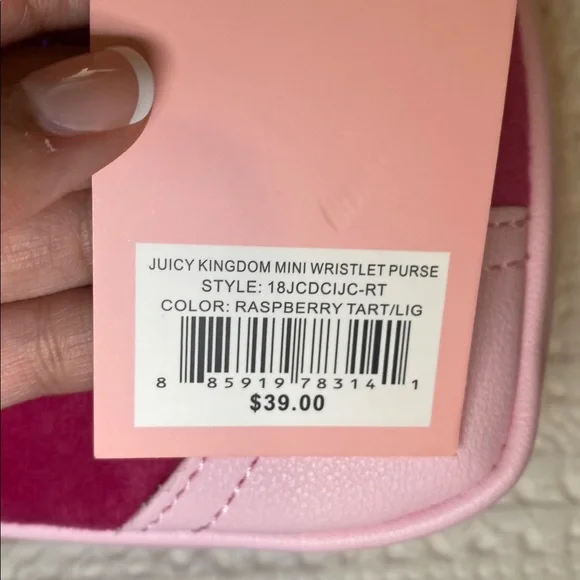 JUICY KINGDOM MINI WRISTLET PURSE
STYLE: 18JCDCIJC-RT
COLOR: RASPBERRY TART/LIG
8 85919 78314 1
$39.00